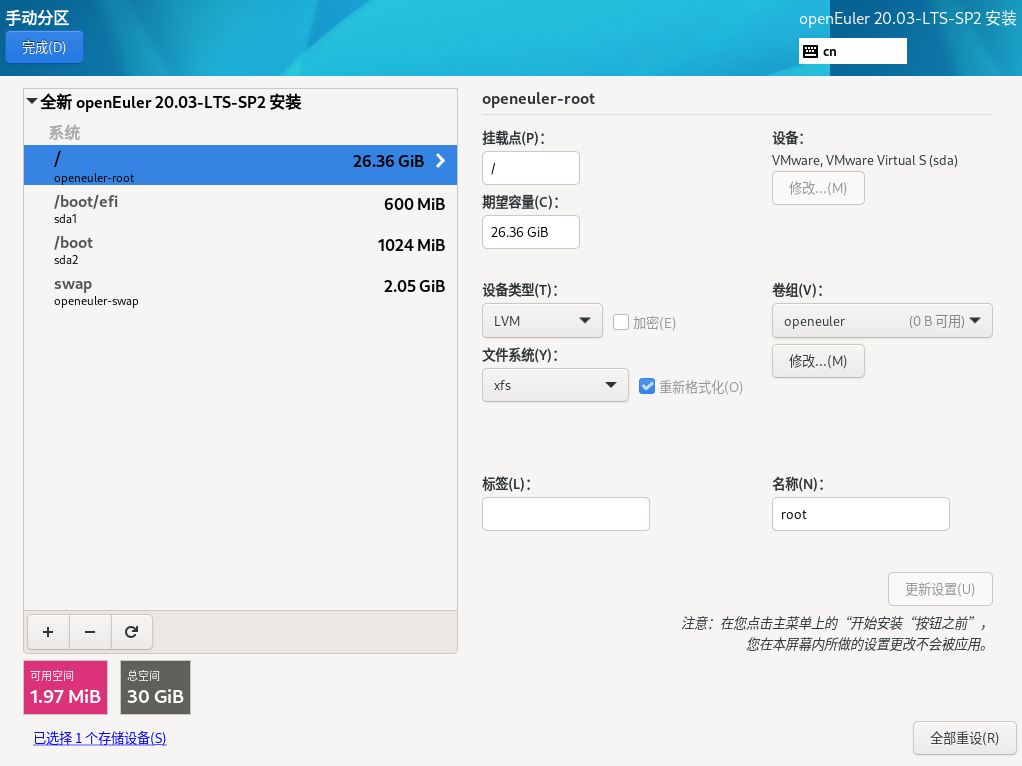 手动分区
完成(D)
openEuler 20.03-LTS-SP2 安装
cn
全新 openEuler 20.03-LTS-SP2 安装
系统
/
26.36 GiB
openeuler-root
/boot/efi
600 MiB
sda1
/boot
1024 MiB
sda2
swap
2.05 GiB
openeuler-swap
可用空间
1.97 MiB
总空间
30 GiB
已选择 1 个存储设备(S)
openeuler-root
挂载点(P)：
/
期望容量(C)：
26.36 GiB
设备：
VMware, VMware Virtual S (sda)
修改...(M)
设备类型(T)：
LVM
加密(E)
文件系统(Y)：
xfs
重新格式化(O)
卷组(V)：
openeuler (0 B 可用)
修改...(M)
标签(L)：
名称(N)：
root
更新设置(U)
注意：在您点击主菜单上的“开始安装“按钮之前”，
您在本屏幕内所做的设置更改不会被应用。
全部重设(R)